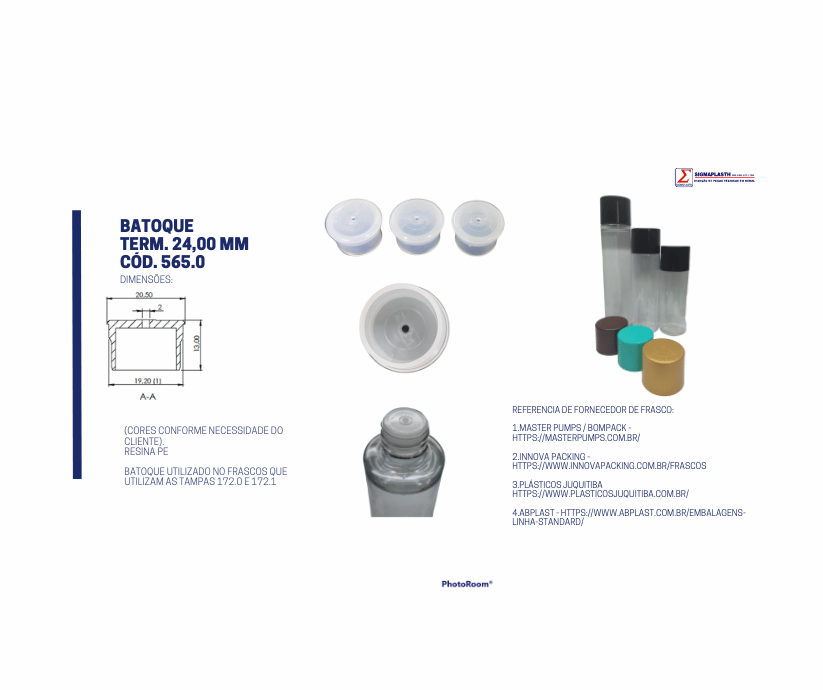 SIGMAPLASTH
BATOQUE
TERM. 24,00 MM
CÓD. 565.0
DIMENSÕES:
20.50
2
13.00
19.20 (1)
A-A
(CORES CONFORME NECESSIDADE DO
CLIENTE).
RESINA PE
BATOQUE UTILIZADO NO FRASCOS QUE
UTILIZAM AS TAMPAS 172.0 E 172.1
REFERENCIA DE FORNECEDOR DE FRASCO:
1.MASTER PUMPS / BOMPACK -
HTTPS://MASTERPUMPS.COM.BR/
2.INNOVA PACKING -
HTTPS://WWW.INNOVAPACKING.COM.BR/FRASCOS
3.PLÁSTICOS JUQUITIBA
HTTPS://WWW.PLASTICOSJUQUITIBA.COM.BR/
4.ABPLAST - HTTPS://WWW.ABPLAST.COM.BR/EMBALAGENS-
LINHA-STANDARD/
PhotoRoom®